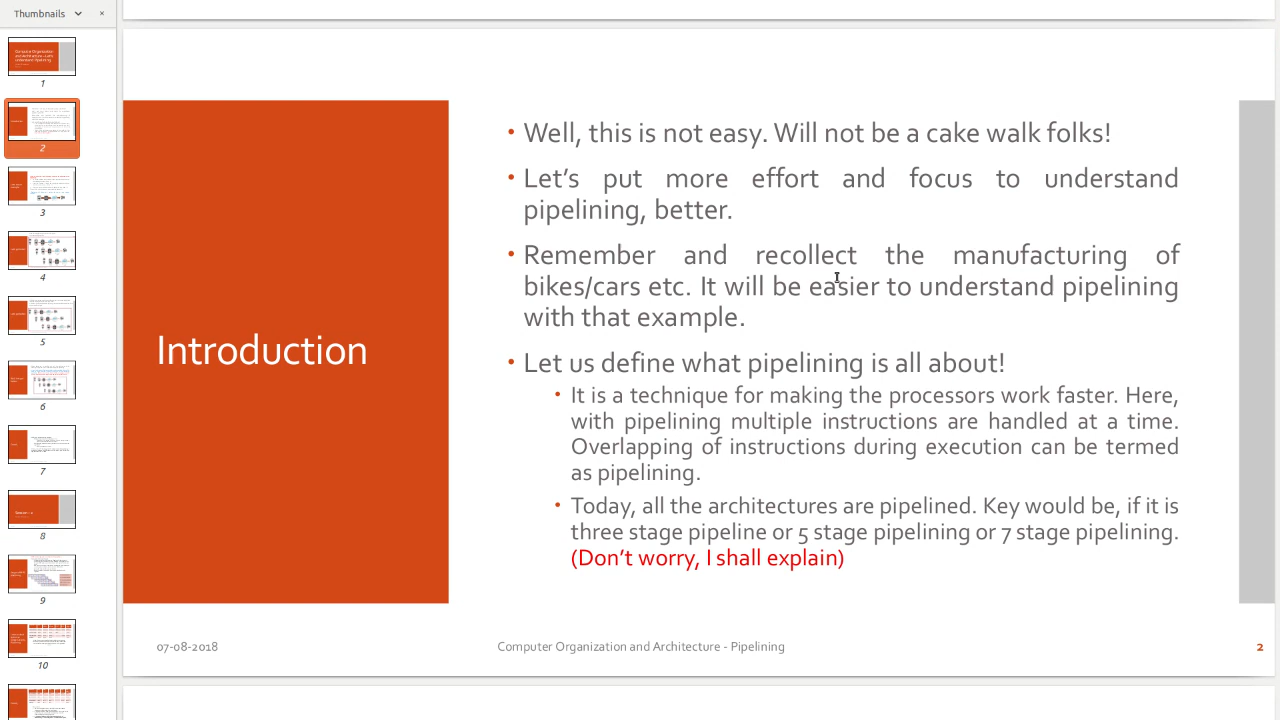 Thumbnails
1
2
3
4
5
6
7
8
9
10
Introduction
• Well, this is not easy. Will not be a cake walk folks!
• Let's put more effort and focus to understand
pipelining, better.
• Remember and recollect the manufacturing of
bikes/cars etc. It will be easier to understand pipelining
with that example.
• Let us define what pipelining is all about!
• It is a technique for making the processors work faster. Here,
with pipelining multiple instructions are handled at a time.
Overlapping of instructions during execution can be termed
as pipelining.
• Today, all the architectures are pipelined. Key would be, if it is
three stage pipeline or 5 stage pipelining or 7 stage pipelining.
(Don't worry, I shall explain)
07-08-2018
Computer Organization and Architecture - Pipelining
2